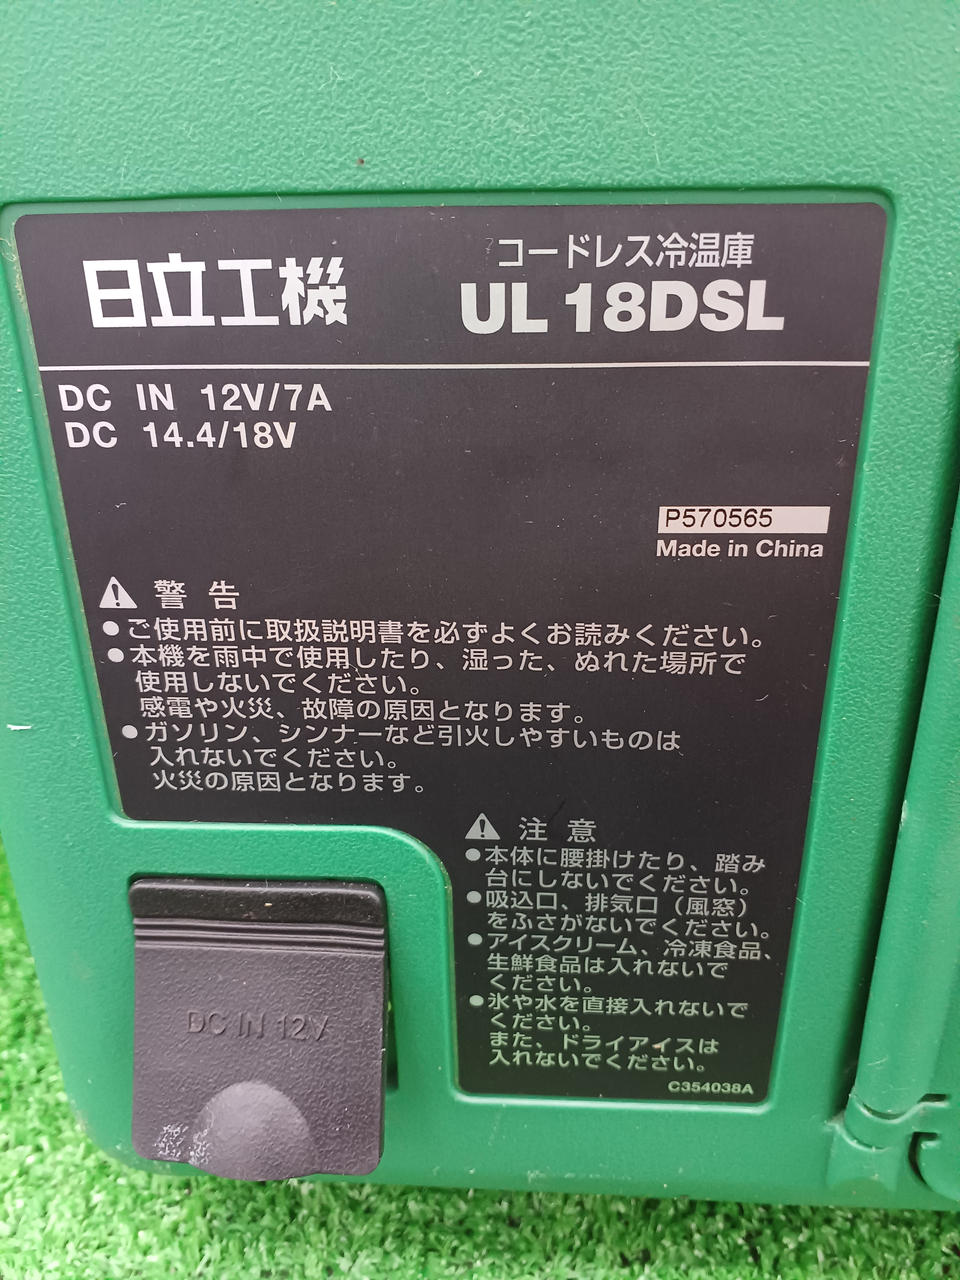 日立工機
コードレス冷温庫
UL18DSL
DC IN 12V/7A
DC 14.4/18V
P570565
Made in China
警告
●ご使用前に取扱説明書を必ずよくお読みください。
●本機を雨中で使用したり、湿った、ぬれた場所で
使用しないでください。
感電や火災、故障の原因となります。
●ガソリン、シンナーなど引火しやすいものは
入れないでください。
火災の原因となります。
注意
●本体に腰掛けたり、踏み
台にしないでください。
●吸込口、排気口（風窓）
をふさがないでください。
●アイスクリーム、冷凍食品、
生鮮食品は入れないで
ください。
●氷や水を直接入れないで
ください。
また、ドライアイスは
入れないでください。
C354038A
DC IN 12V